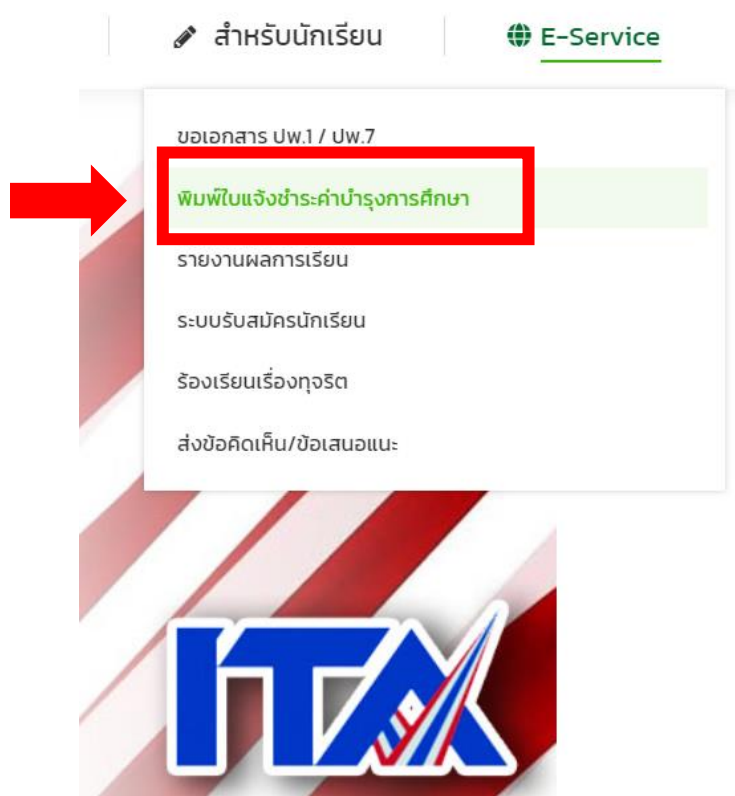 สำหรับนักเรียน
E-Service
ขอเอกสาร ปพ.1 / ปพ.7
พิมพ์ใบแจ้งชำระค่าบำรุงการศึกษา
รายงานผลการเรียน
ระบบรับสมัครนักเรียน
ร้องเรียนเรื่องทุจริต
ส่งข้อคิดเห็น/ข้อเสนอแนะ
ITA